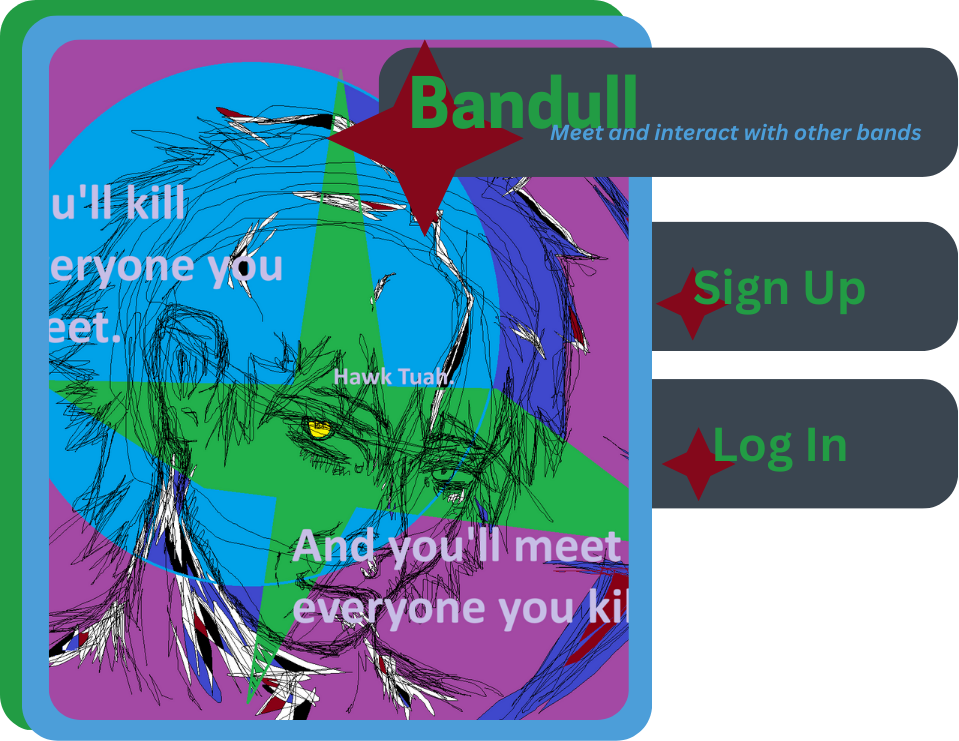 Bandull
Meet and interact with other bands
u'll kill
eryone you
eet.
Sign Up
Hawk Tuah.
Log In
And you'll meet
everyone you kil